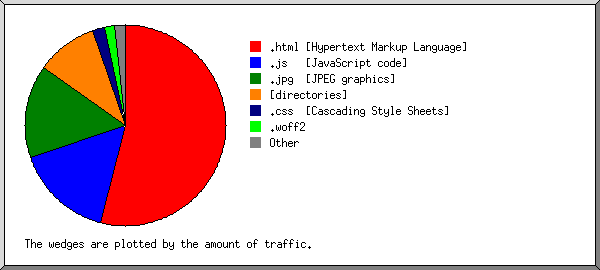 .html [Hypertext Markup Language]
.js   [JavaScript code]
.jpg  [JPEG graphics]
[directories]
.css  [Cascading Style Sheets]
.woff2
Other
The wedges are plotted by the amount of traffic.